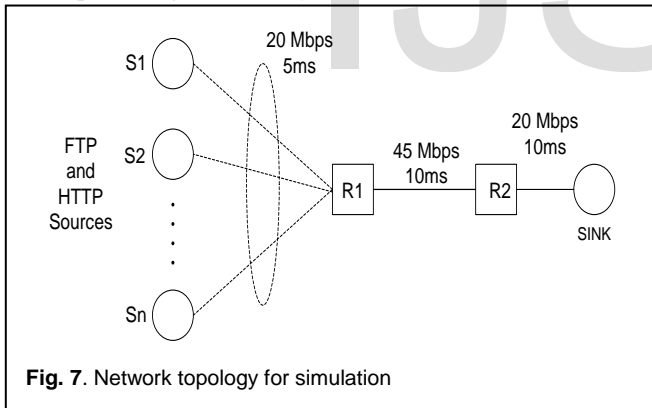 IJS
20 Mbps
5ms
S1
FTP
and
HTTP
Sources
S2
.
.
.
.
Sn
R1
45 Mbps
10ms
R2
20 Mbps
10ms
SINK
Fig. 7. Network topology for simulation